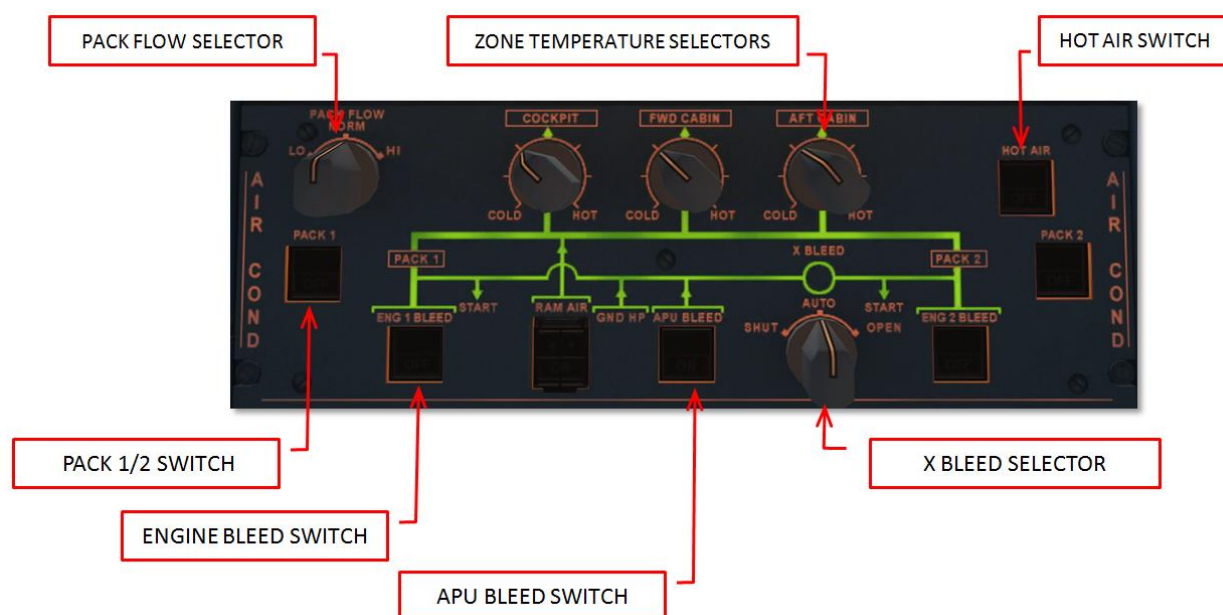 PACK FLOW SELECTOR
ZONE TEMPERATURE SELECTORS
HOT AIR SWITCH
PACK FLOW
NORM
LO
HI
COCKPIT
FWD CABIN
AFT CABIN
HOT AIR
COLD
HOT
COLD
HOT
COLD
HOT
AIR COND
PACK 1
PACK 1
X BLEED
PACK 2
PACK 2
AIR COND
START
AUTO
START
ENG 1 BLEED
RAM AIR
GND HP
APU BLEED
SHUT
OPEN
ENG 2 BLEED
PACK 1/2 SWITCH
X BLEED SELECTOR
ENGINE BLEED SWITCH
APU BLEED SWITCH